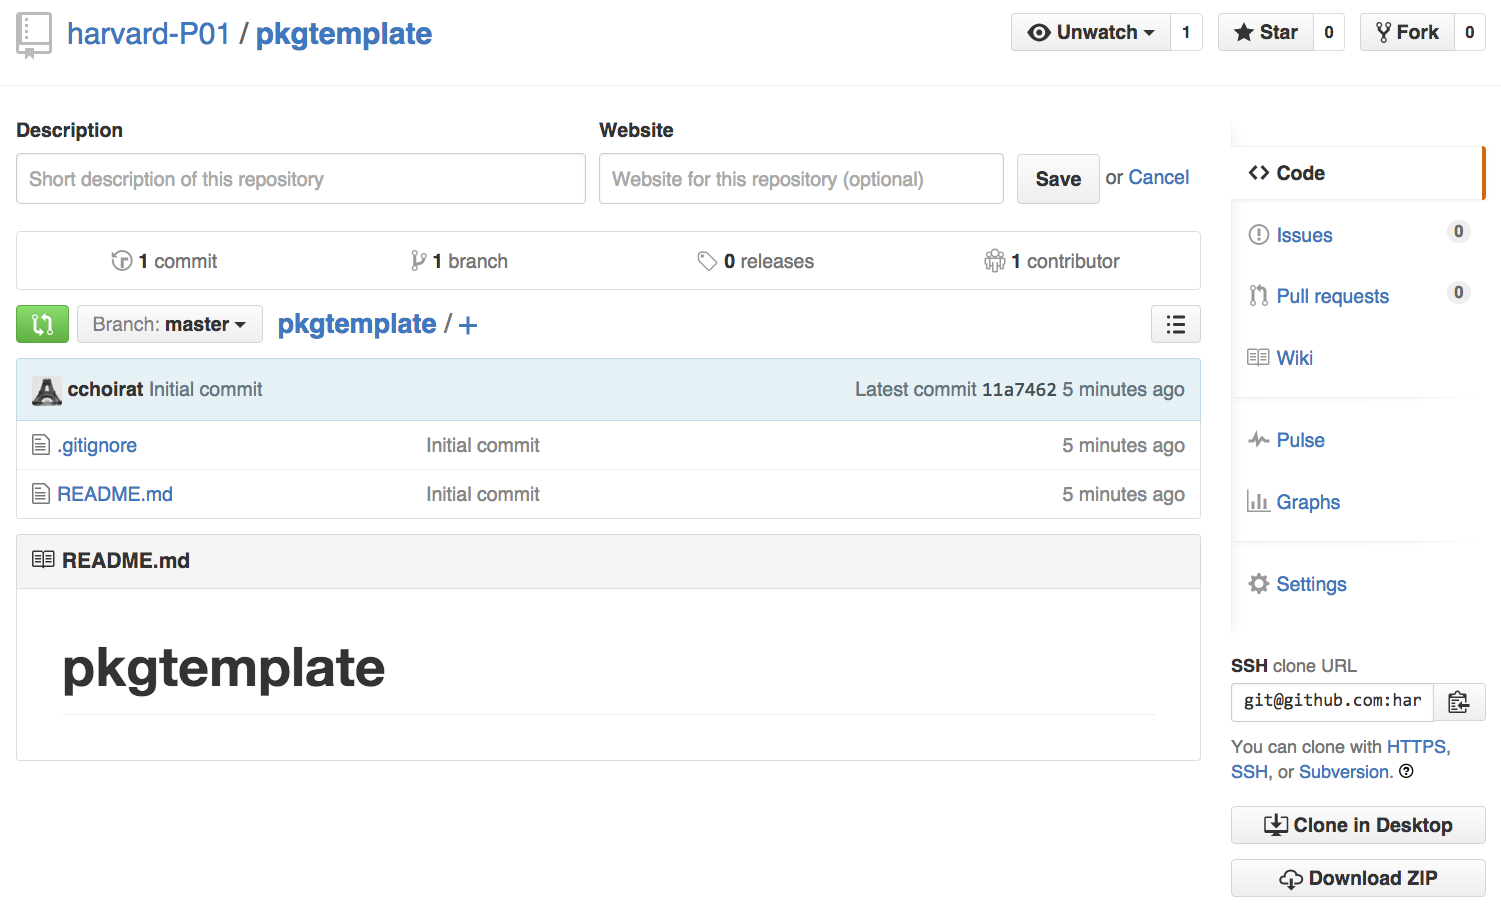 harvard-P01 / pkgtemplate
Unwatch 1 Star 0 Fork 0
Description
Website
Short description of this repository
Website for this repository (optional)
Save or Cancel
1 commit
1 branch
0 releases
1 contributor
Branch: master
pkgtemplate / +
cchoirat Initial commit
Latest commit 11a7462 5 minutes ago
.gitignore Initial commit 5 minutes ago
README.md Initial commit 5 minutes ago
README.md
pkgtemplate
Code
Issues 0
Pull requests 0
Wiki
Pulse
Graphs
Settings
SSH clone URL
git@github.com:har
You can clone with HTTPS,
SSH, or Subversion.
Clone in Desktop
Download ZIP